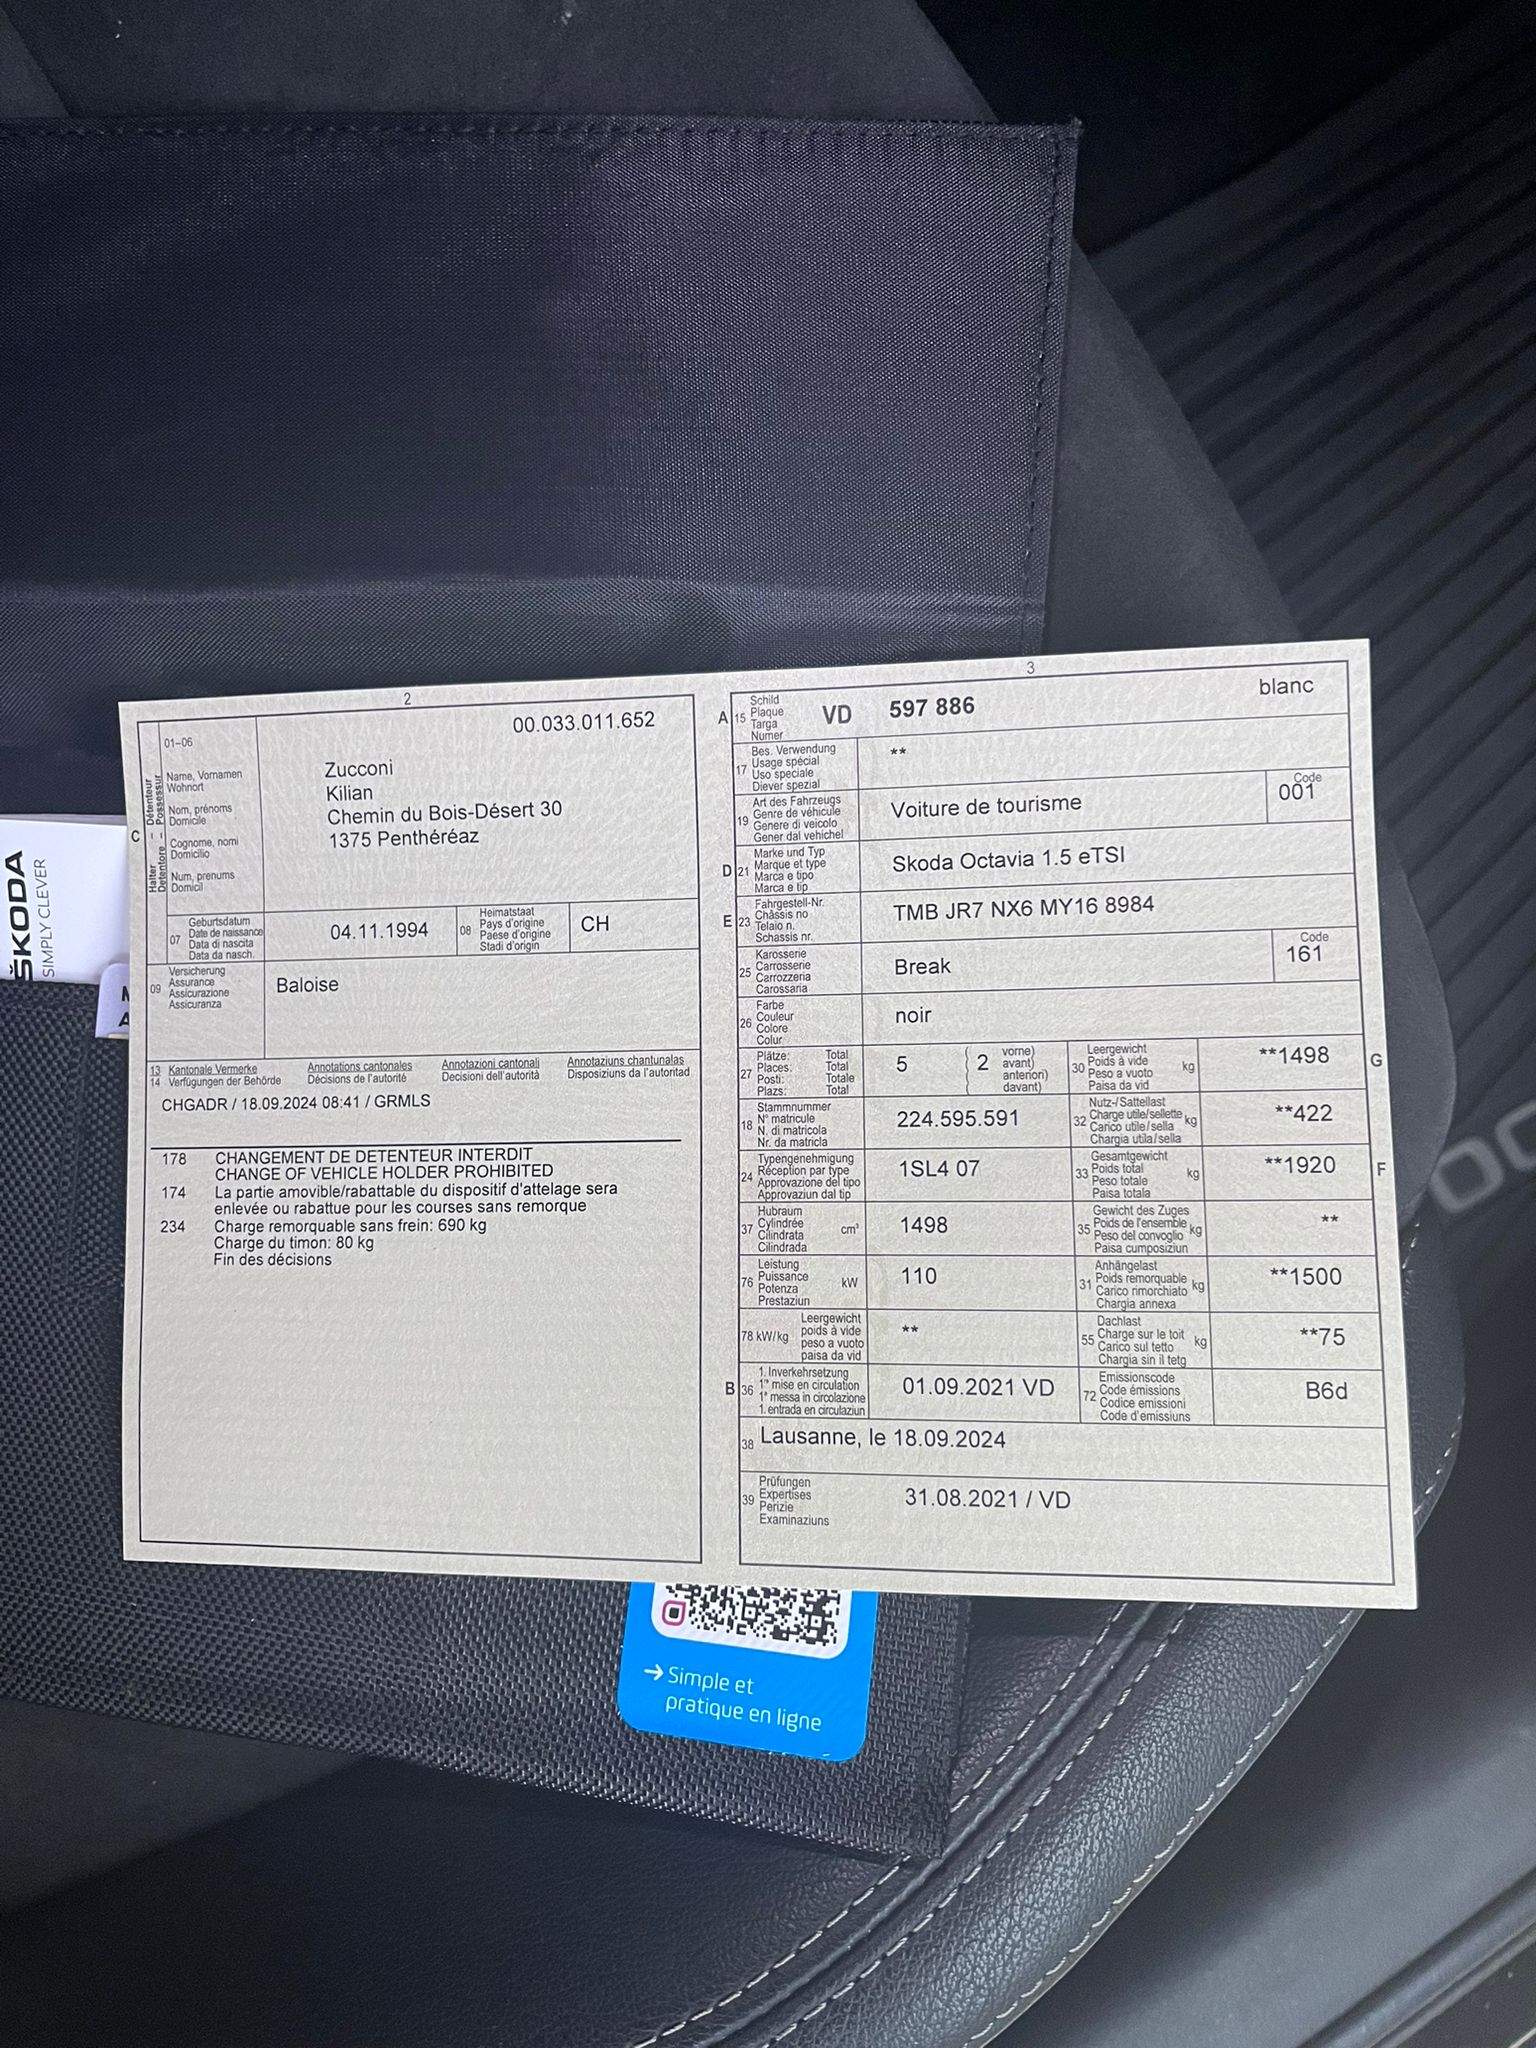 2
00.033.011.652
01–06
Name, Vornamen
Wohnort
Nom, prénoms
Domicile
Cognome, nomi
Domicilio
Num, prenums
Domicil
C
Halter – Détenteur
Detentore – Possessur
Zucconi
Kilian
Chemin du Bois-Désert 30
1375 Penthéréaz
07
Geburtsdatum
Date de naissance
Data di nascita
Data da nasch.
04.11.1994
08
Heimatstaat
Pays d'origine
Paese d'origine
Stadi d'origin
CH
09
Versicherung
Assurance
Assicurazione
Assicuranza
Baloise
13 Kantonale Vermerke Annotations cantonales Annotazioni cantonali Annotaziuns chantunalas
14 Verfügungen der Behörde Décisions de l'autorité Decisioni dell'autorità Disposiziuns da l'autoritad
CHGADR / 18.09.2024 08:41 / GRMLS
178 CHANGEMENT DE DETENTEUR INTERDIT
CHANGE OF VEHICLE HOLDER PROHIBITED
174 La partie amovible/rabattable du dispositif d'attelage sera
enlevée ou rabattue pour les courses sans remorque
234 Charge remorquable sans frein: 690 kg
Charge du timon: 80 kg
Fin des décisions
3
A 15
Schild
Plaque
Targa
Numer
VD 597 886
blanc
17
Bes. Verwendung
Usage spécial
Uso speciale
Diever spezial
**
19
Art des Fahrzeugs
Genre de véhicule
Genere di veicolo
Gener dal vehichel
Voiture de tourisme
Code
001
D 21
Marke und Typ
Marque et type
Marca e tipo
Marca e tip
Skoda Octavia 1.5 eTSI
E 23
Fahrgestell-Nr.
Châssis no
Telaio n.
Schassis nr.
TMB JR7 NX6 MY16 8984
25
Karosserie
Carrosserie
Carrozzeria
Carossaria
Break
Code
161
26
Farbe
Couleur
Colore
Colur
noir
27
Plätze: Total
Places: Total
Posti: Totale
Plazs: Total
5
2
vorne)
avant)
anteriori)
davant)
30
Leergewicht
Poids à vide
Peso a vuoto
Paisa da vid
kg
**1498
G
18
Stammnummer
N° matricule
N. di matricola
Nr. da matricla
224.595.591
32
Nutz-/Sattellast
Charge utile/sellette
Carico utile/sella
Chargia utila/sella
kg
**422
24
Typengenehmigung
Réception par type
Approvazione del tipo
Approvaziun dal tip
1SL4 07
33
Gesamtgewicht
Poids total
Peso totale
Paisa totala
kg
**1920
F
37
Hubraum
Cylindrée
Cilindrata
Cilindrada
cm³
1498
35
Gewicht des Zuges
Poids de l'ensemble
Peso del convoglio
Paisa cumposiziun
kg
**
76
Leistung
Puissance
Potenza
Prestaziun
kW
110
31
Anhängelast
Poids remorquable
Carico rimorchiato
Chargia annexa
kg
**1500
78 kW/kg
Leergewicht
poids à vide
peso a vuoto
paisa da vid
**
55
Dachlast
Charge sur le toit
Carico sul tetto
Chargia sin il tetg
kg
**75
B 36
1. Inverkehrsetzung
1re mise en circulation
1a messa in circolazione
1. entrada en circulaziun
01.09.2021 VD
72
Emissionscode
Code émissions
Codice emissioni
Code d'emissiuns
B6d
38 Lausanne, le 18.09.2024
39
Prüfungen
Expertises
Perizie
Examinaziuns
31.08.2021 / VD
ŠKODA
SIMPLY CLEVER
→ Simple et
pratique en ligne